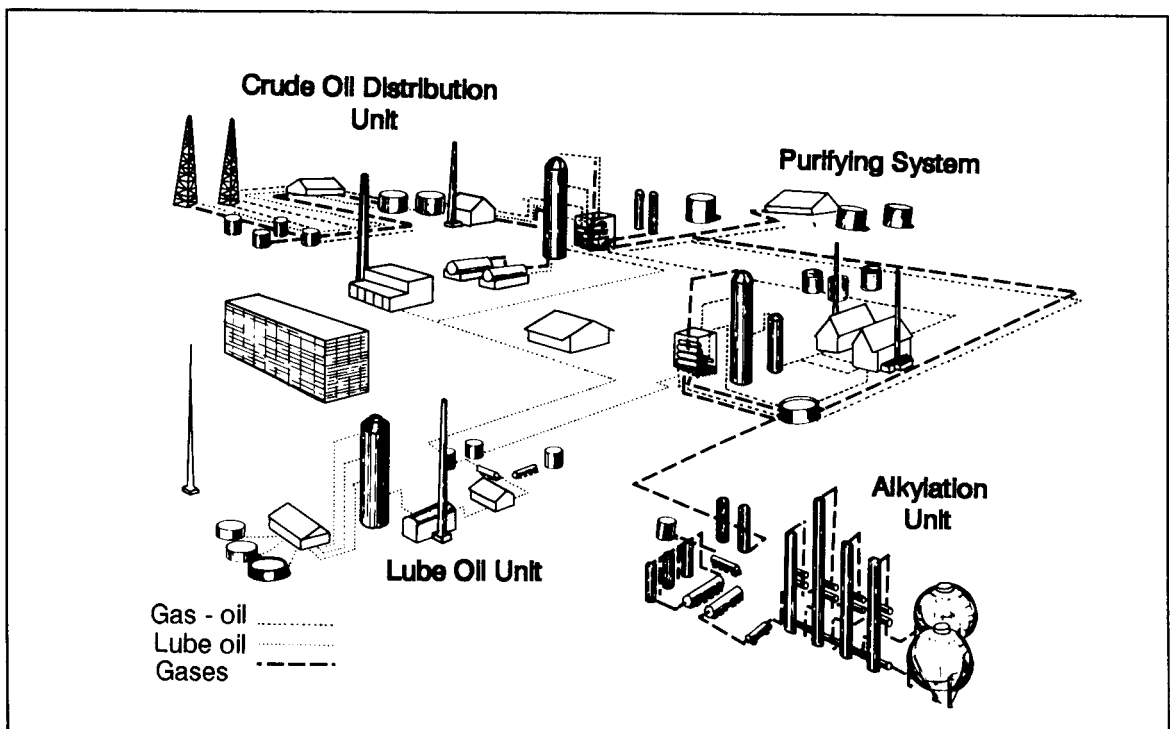 Crude Oil Distribution
Unit
Purifying System
Alkylation
Unit
Lube Oil Unit
Gas - oil
Lube oil
Gases